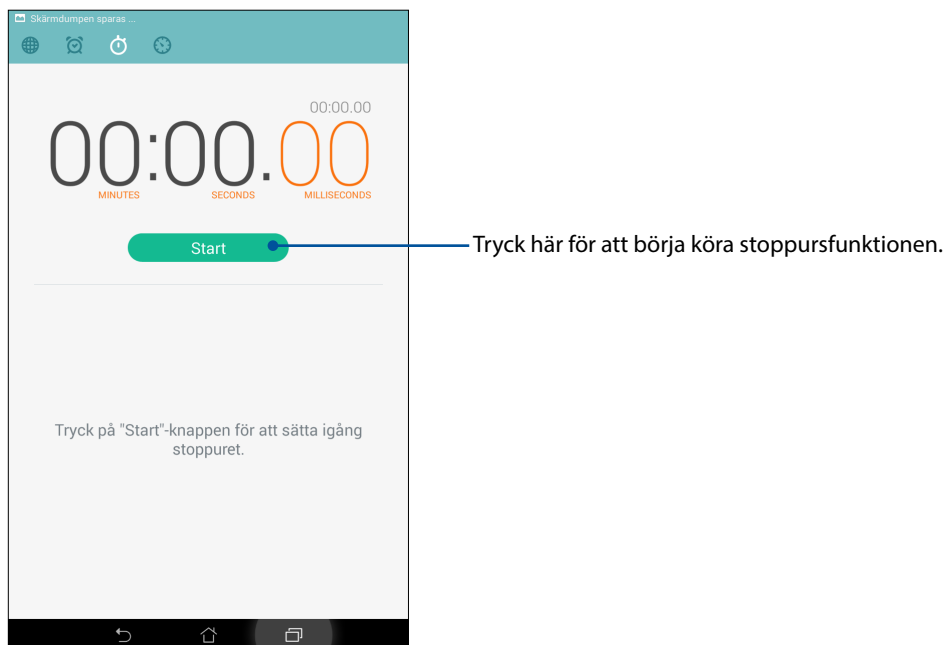 Skärmdumpen sparas ...
00:00.00
00:00.00
MINUTES SECONDS MILLISECONDS
Start
Tryck här för att börja köra stoppursfunktionen.
Tryck på "Start"-knappen för att sätta igång
stoppuret.